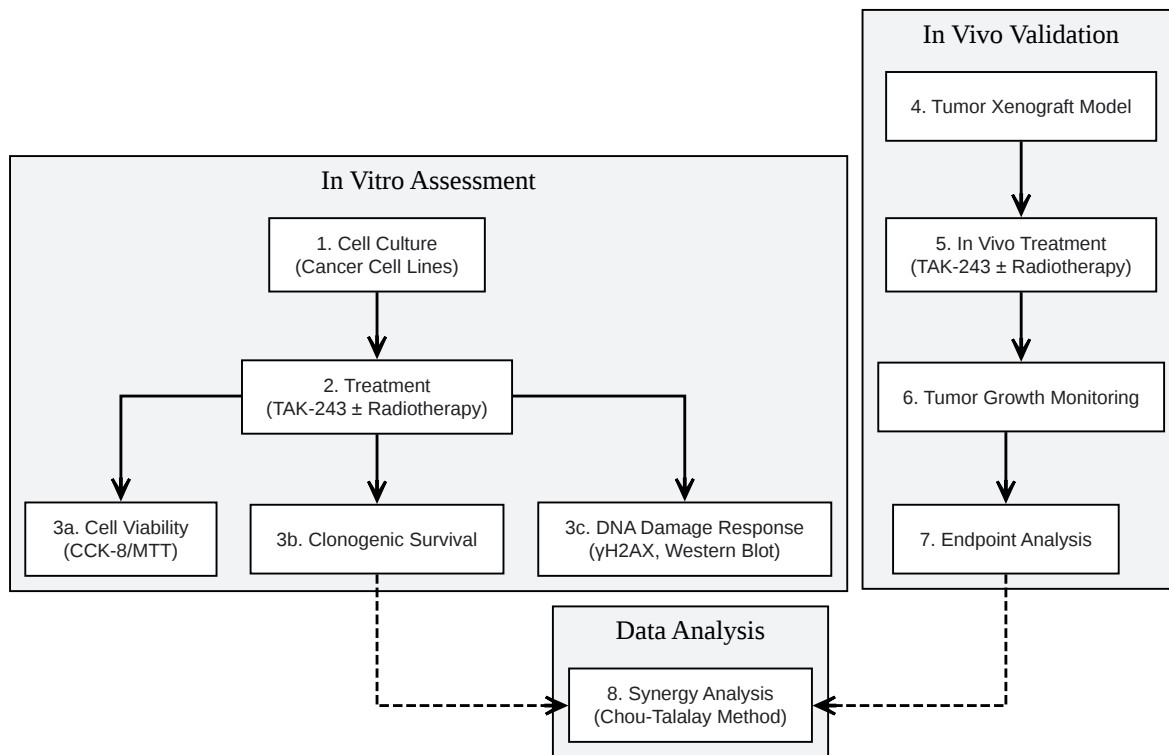 In Vitro Assessment
1. Cell Culture
(Cancer Cell Lines)
2. Treatment
(TAK-243 ± Radiotherapy)
3a. Cell Viability
(CCK-8/MTT)
3b. Clonogenic Survival
3c. DNA Damage Response
(γH2AX, Western Blot)
In Vivo Validation
4. Tumor Xenograft Model
5. In Vivo Treatment
(TAK-243 ± Radiotherapy)
6. Tumor Growth Monitoring
7. Endpoint Analysis
Data Analysis
8. Synergy Analysis
(Chou-Talalay Method)